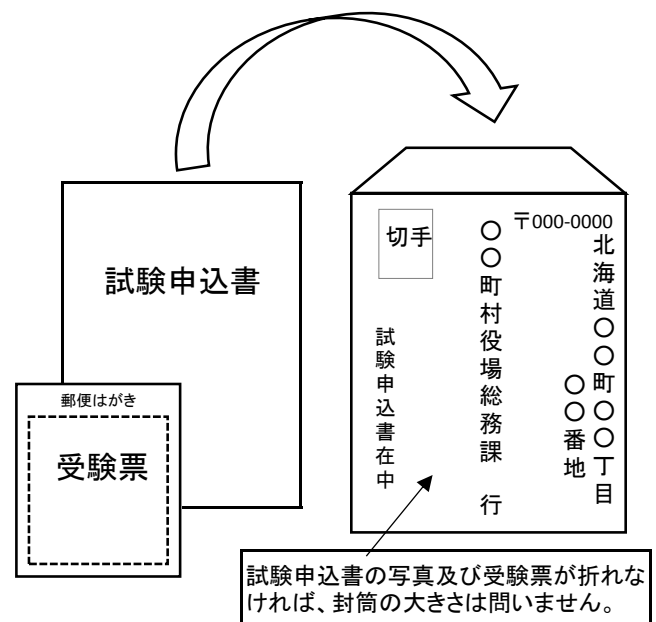 試験申込書
郵便はがき
受験票
切手
〒000-0000
北海道〇〇町〇〇丁目
〇〇番地
〇〇町村役場総務課　行
試験申込書在中
試験申込書の写真及び受験票が折れな
ければ、封筒の大きさは問いません。